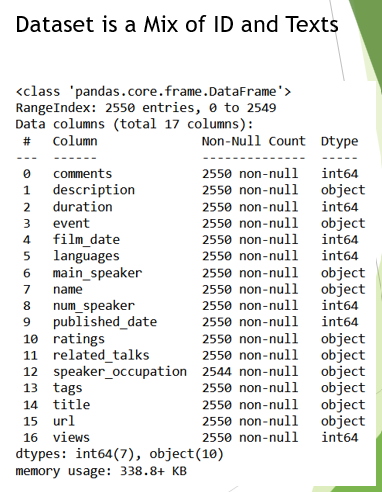 Dataset is a Mix of ID and Texts
<class 'pandas.core.frame.DataFrame'>
RangeIndex: 2550 entries, 0 to 2549
Data columns (total 17 columns):
 #   Column              Non-Null Count  Dtype
---  ------              --------------  -----
 0   comments            2550 non-null   int64
 1   description         2550 non-null   object
 2   duration            2550 non-null   int64
 3   event               2550 non-null   object
 4   film_date           2550 non-null   int64
 5   languages           2550 non-null   int64
 6   main_speaker        2550 non-null   object
 7   name                2550 non-null   object
 8   num_speaker         2550 non-null   int64
 9   published_date      2550 non-null   int64
 10  ratings             2550 non-null   object
 11  related_talks       2550 non-null   object
 12  speaker_occupation  2544 non-null   object
 13  tags                2550 non-null   object
 14  title               2550 non-null   object
 15  url                 2550 non-null   object
 16  views               2550 non-null   int64
dtypes: int64(7), object(10)
memory usage: 338.8+ KB